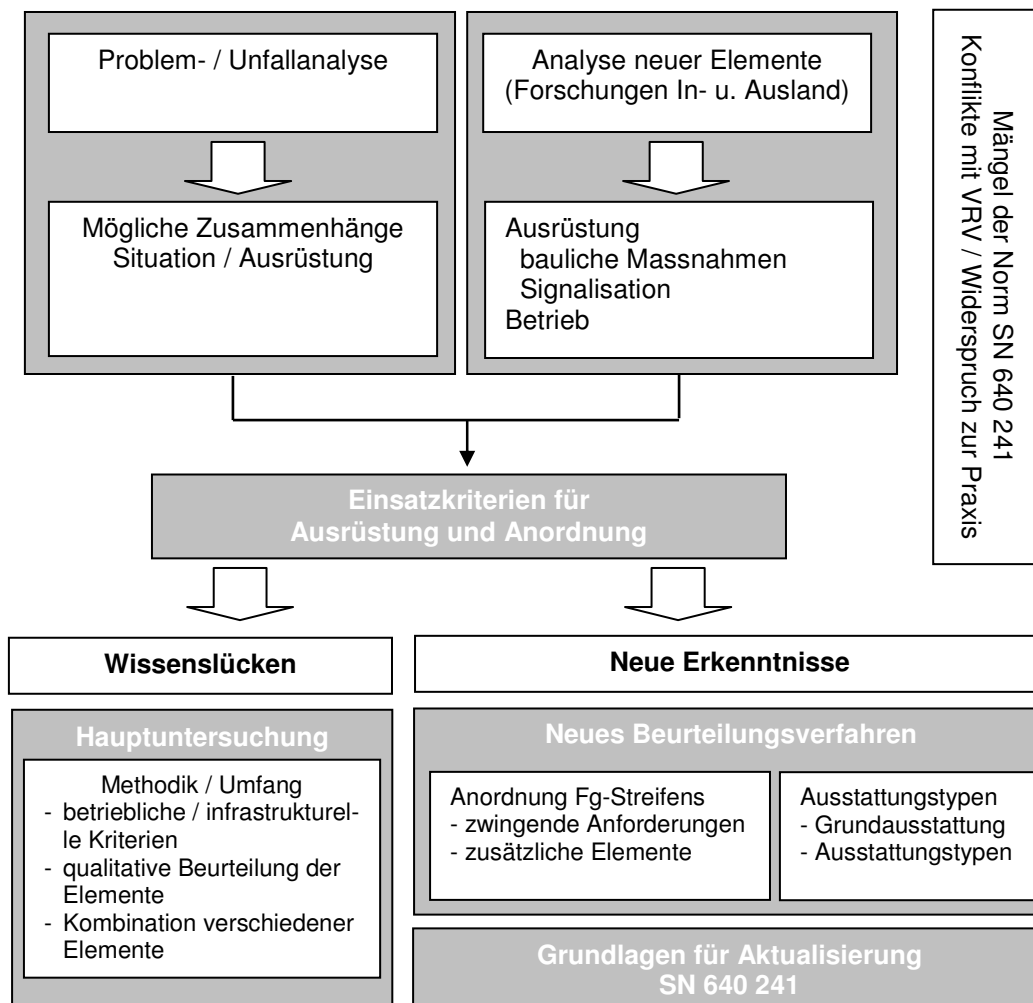 Problem- / Unfallanalyse
Mögliche Zusammenhänge
Situation / Ausrüstung
Analyse neuer Elemente
(Forschungen In- u. Ausland)
Ausrüstung
bauliche Massnahmen
Signalisation
Betrieb
Mängel der Norm SN 640 241
Konflikte mit VRV / Widerspruch zur Praxis
Einsatzkriterien für
Ausrüstung und Anordnung
Wissenslücken
Hauptuntersuchung
Methodik / Umfang
- betriebliche / infrastrukturel-
le Kriterien
- qualitative Beurteilung der
Elemente
- Kombination verschiedener
Elemente
Neue Erkenntnisse
Neues Beurteilungsverfahren
Anordnung Fg-Streifens
- zwingende Anforderungen
- zusätzliche Elemente
Ausstattungstypen
- Grundausstattung
- Ausstattungstypen
Grundlagen für Aktualisierung
SN 640 241